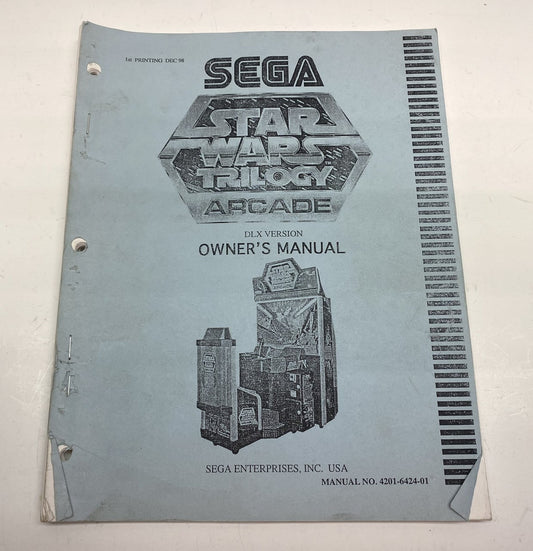 1st PRINTING DEC 98
SEGA
STAR
WARS
TRILOGY
ARCADE
DLX VERSION
OWNER'S MANUAL
SEGA ENTERPRISES, INC. USA
MANUAL NO. 4201-6424-01